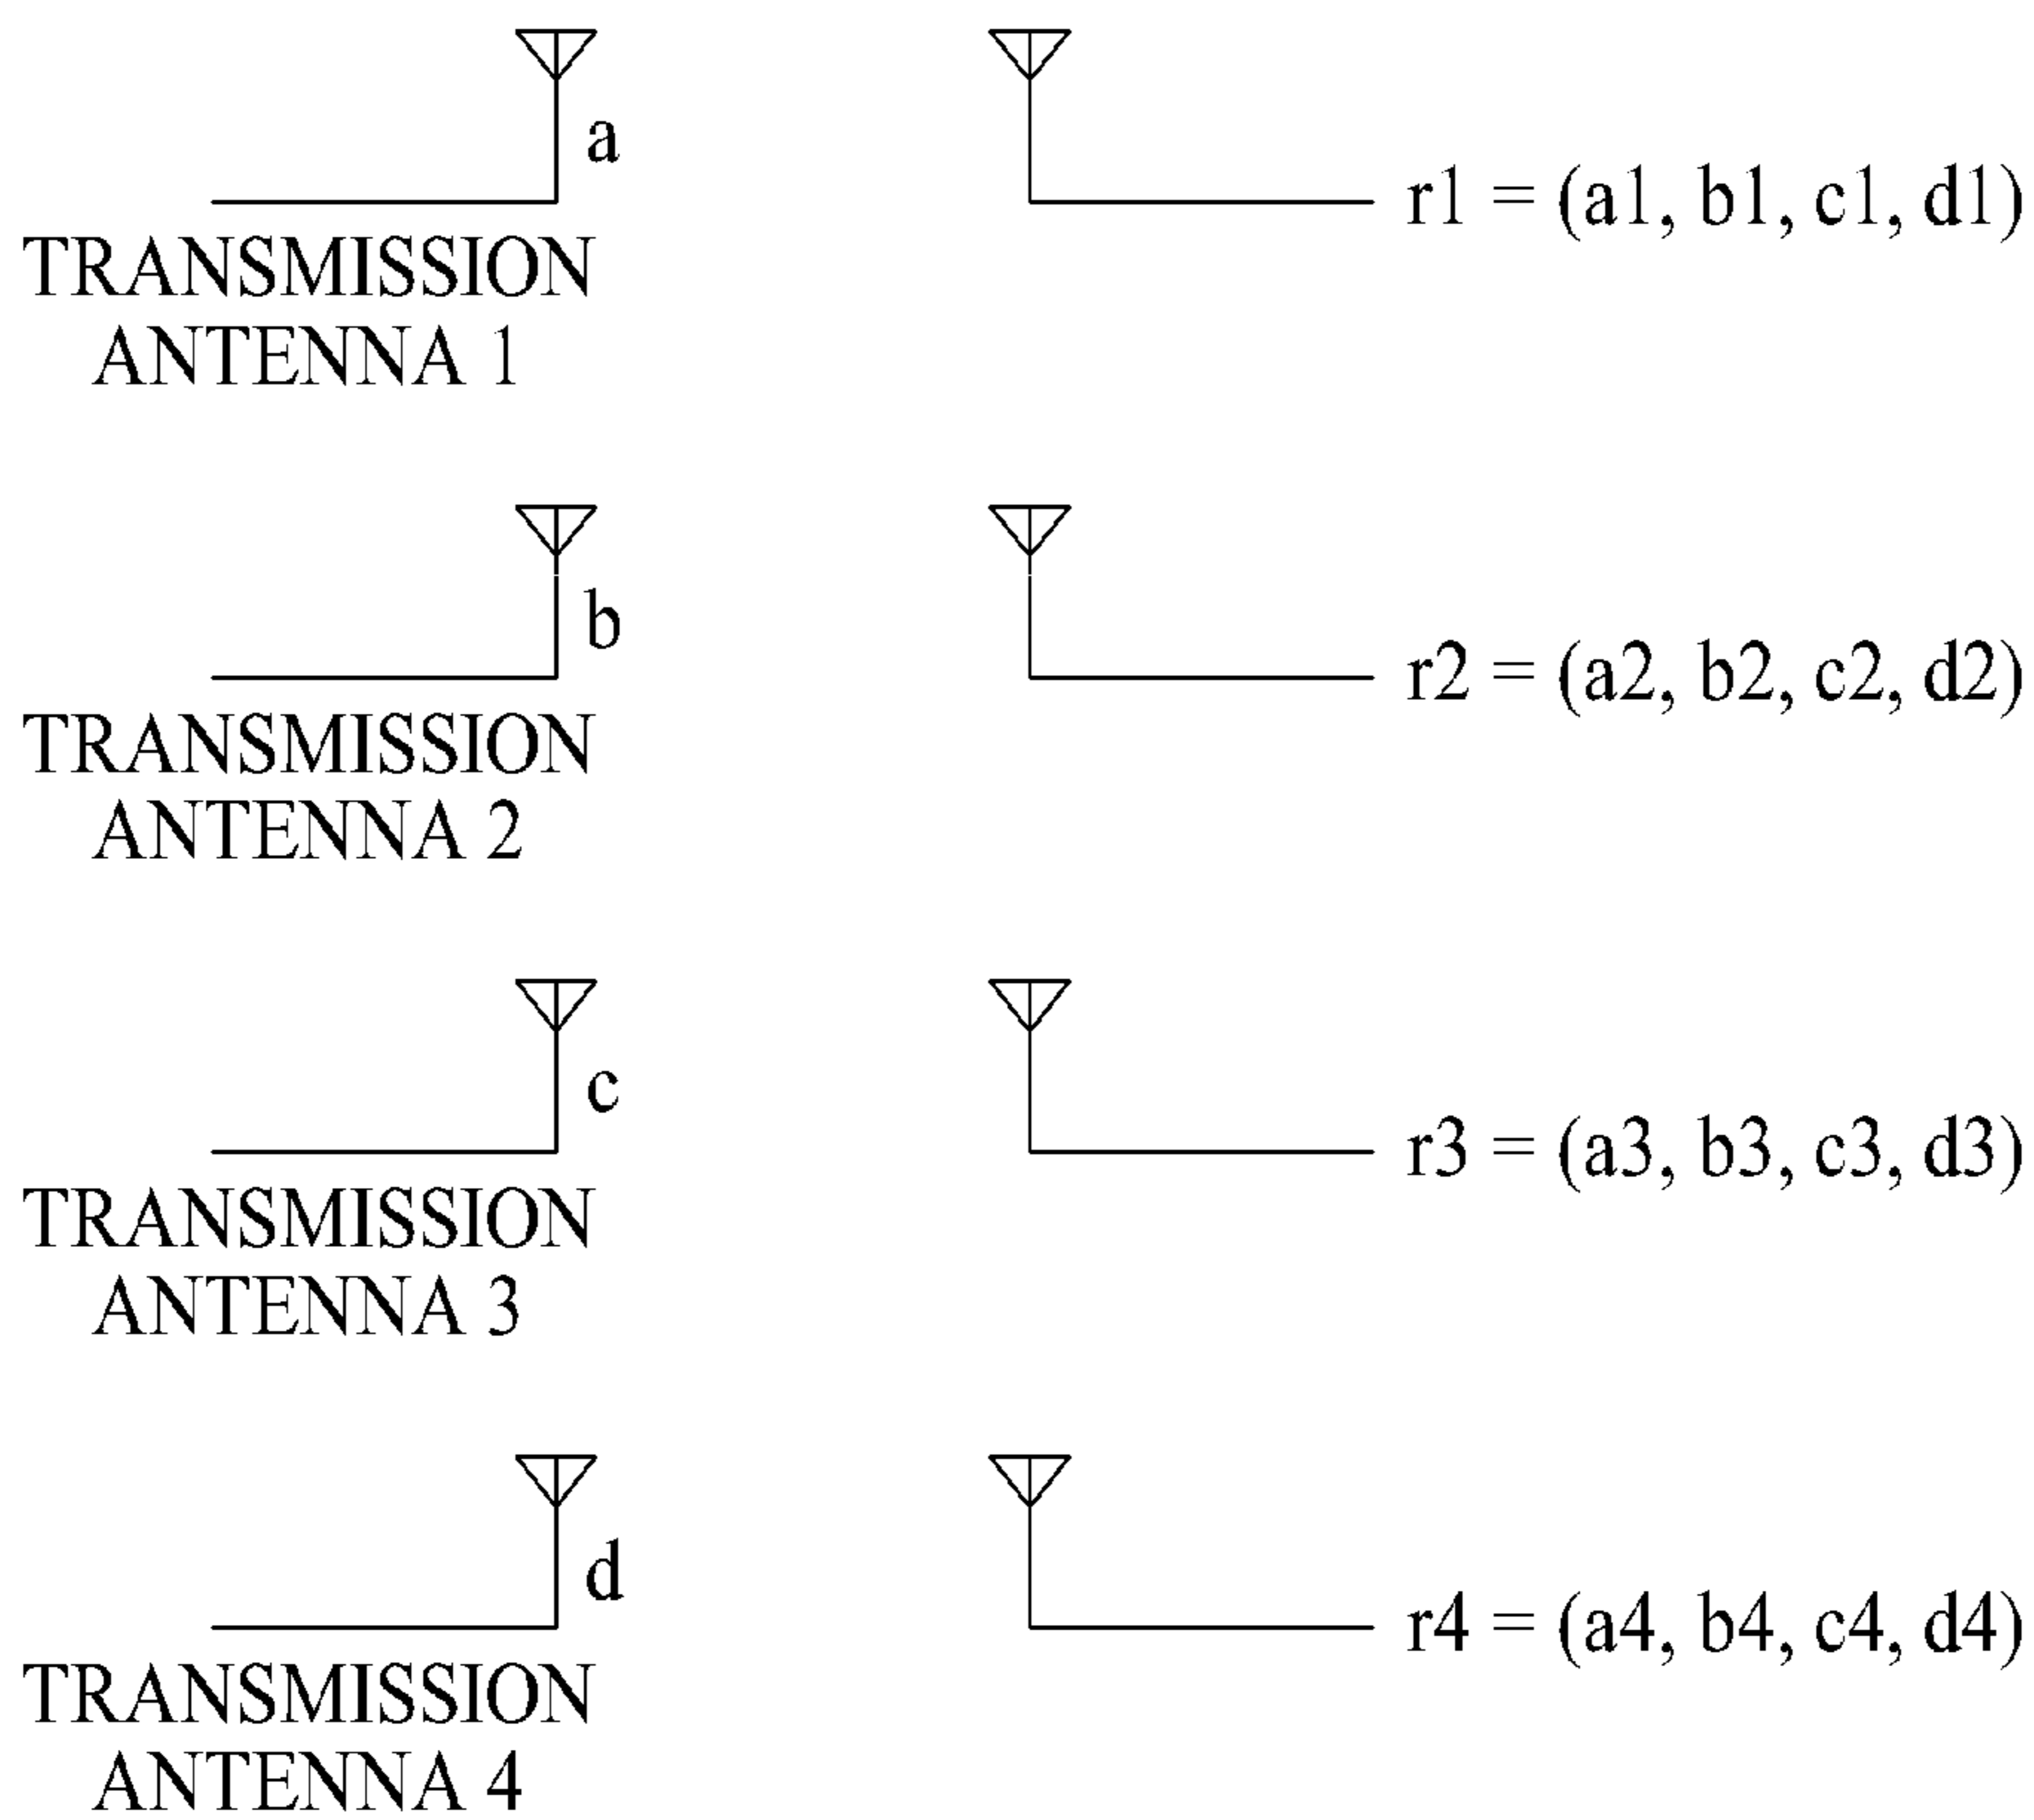 a
r1 = (a1, b1, c1, d1)
TRANSMISSION
ANTENNA 1
b
r2 = (a2, b2, c2, d2)
TRANSMISSION
ANTENNA 2
c
r3 = (a3, b3, c3, d3)
TRANSMISSION
ANTENNA 3
d
r4 = (a4, b4, c4, d4)
TRANSMISSION
ANTENNA 4